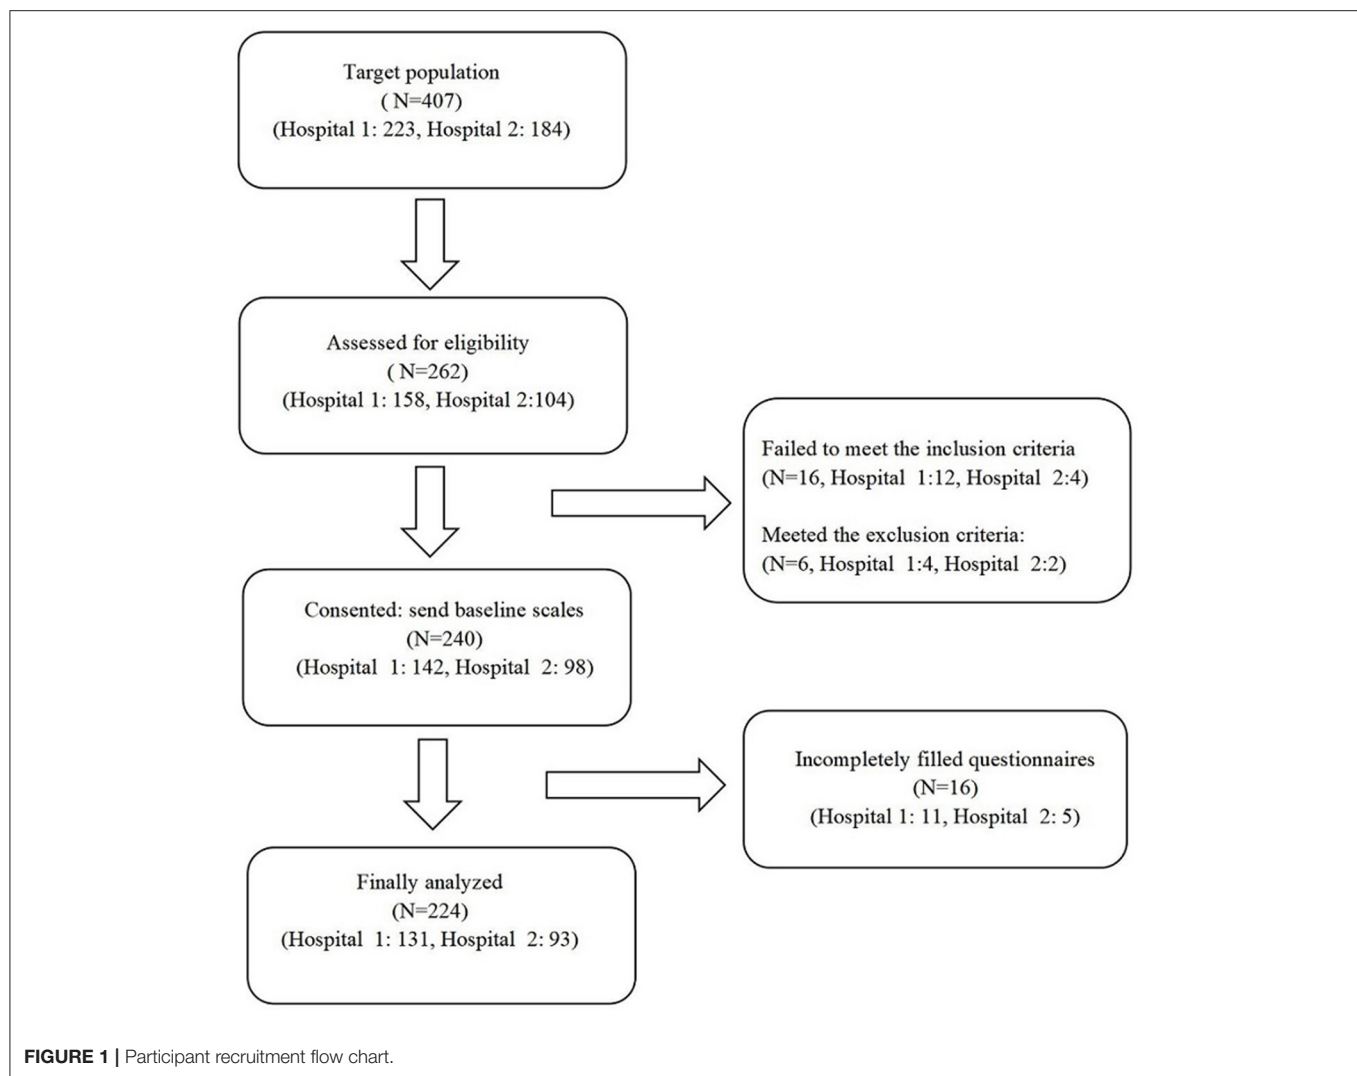 Target population
( N=407)
(Hospital 1: 223, Hospital 2: 184)
Assessed for eligibility
( N=262)
(Hospital 1: 158, Hospital 2:104)
Failed to meet the inclusion criteria
(N=16, Hospital 1:12, Hospital 2:4)
Meeted the exclusion criteria:
(N=6, Hospital 1:4, Hospital 2:2)
Consented: send baseline scales
(N=240)
(Hospital 1: 142, Hospital 2: 98)
Incompletely filled questionnaires
(N=16)
(Hospital 1: 11, Hospital 2: 5)
Finally analyzed
(N=224)
(Hospital 1: 131, Hospital 2: 93)
FIGURE 1 | Participant recruitment flow chart.